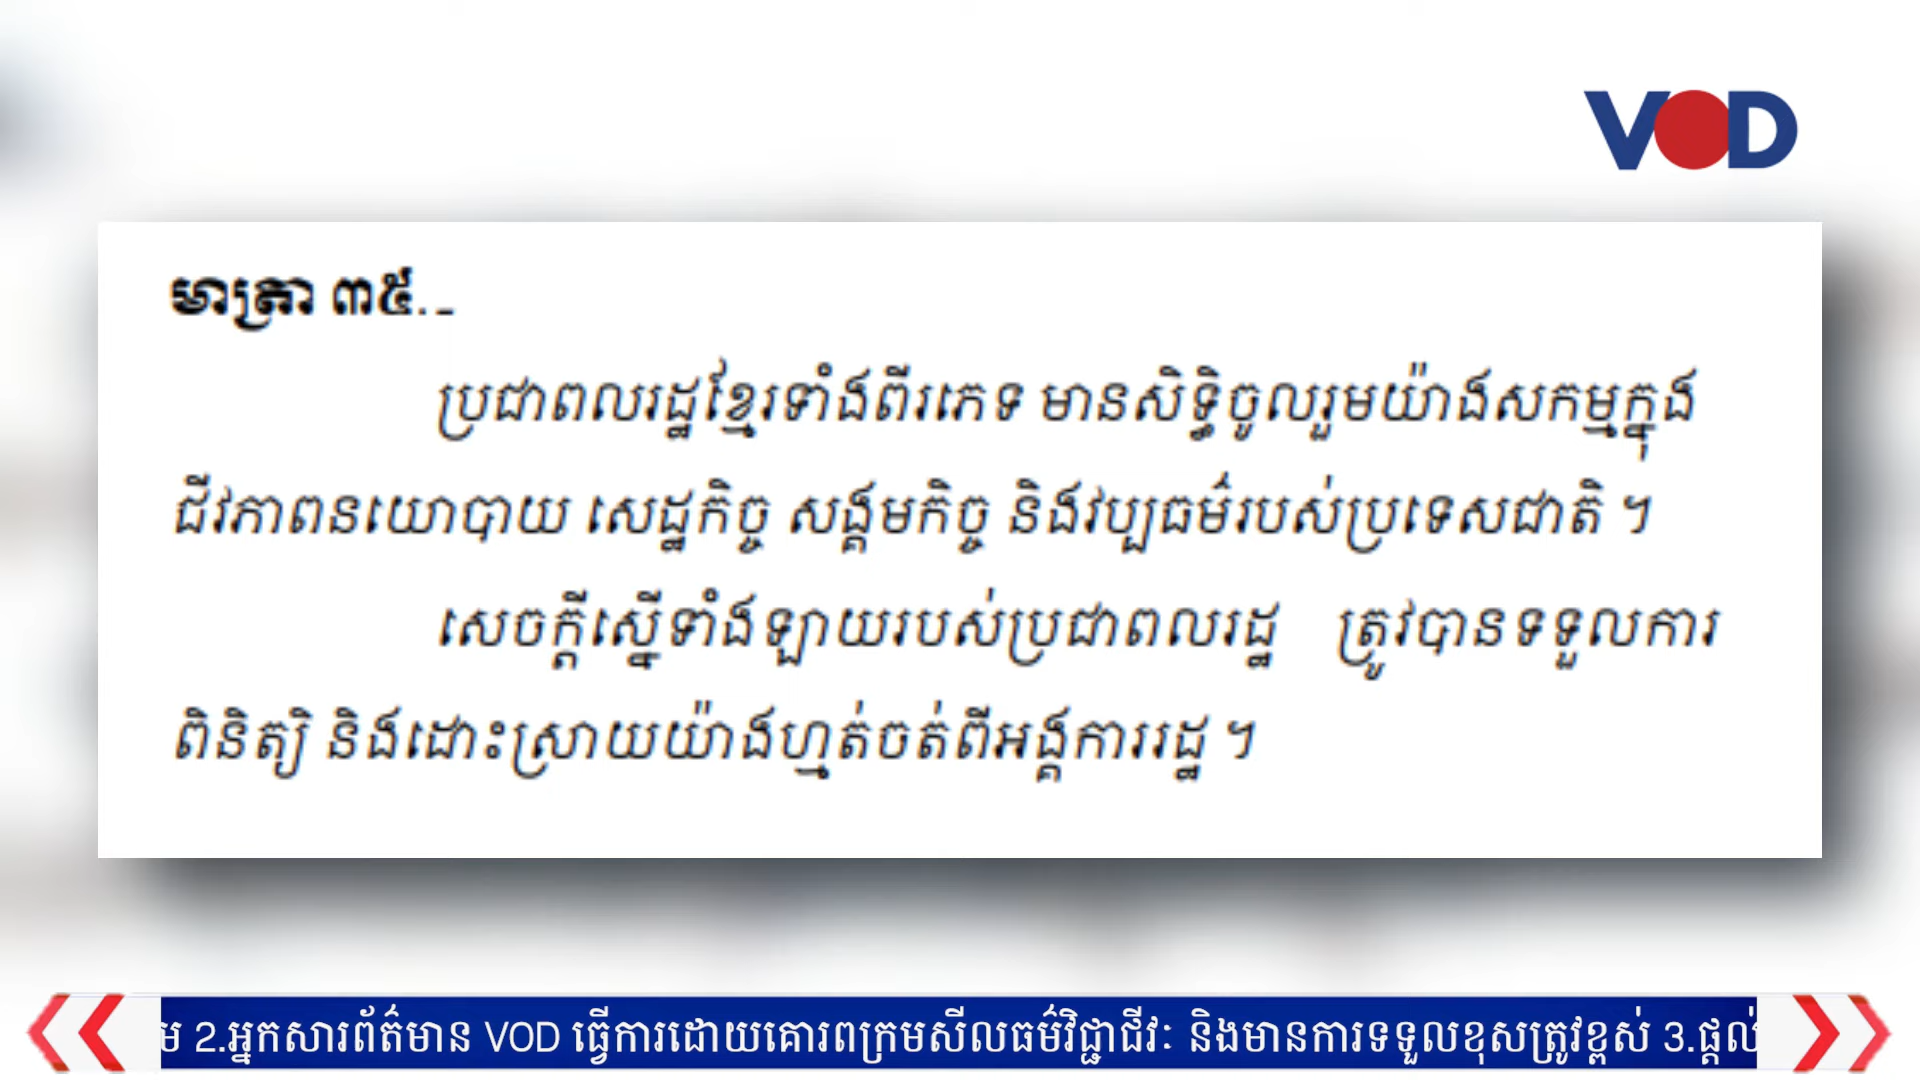 VOD
មាត្រា ៣៥.-
ប្រជាពលរដ្ឋខ្មែរទាំងពីរភេទ មានសិទ្ធិចូលរួមយ៉ាងសកម្មក្នុង
ជីវភាពនយោបាយ សេដ្ឋកិច្ច សង្គមកិច្ច និងវប្បធម៌របស់ប្រទេសជាតិ ។
សេចក្តីស្នើទាំងឡាយរបស់ប្រជាពលរដ្ឋ ត្រូវបានទទួលការ
ពិនិត្យ និងដោះស្រាយយ៉ាងហ្មត់ចត់ពីអង្គការរដ្ឋ ។
ម 2.អ្នកសារព័ត៌មាន VOD ធ្វើការដោយគោរពក្រមសីលធម៌វិជ្ជាជីវៈ និងមានការទទួលខុសត្រូវខ្ពស់ 3.ផ្តល់